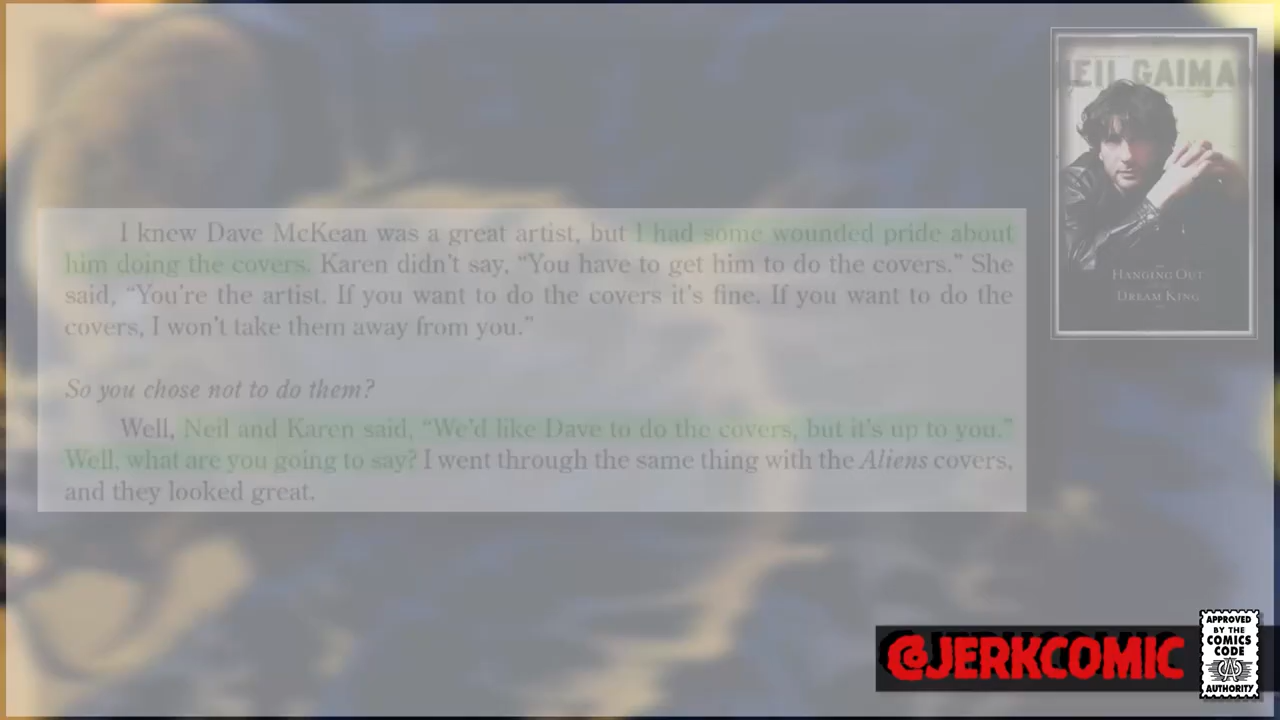 NEIL GAIMAN
HANGING OUT
DREAM KING
I knew Dave McKean was a great artist, but I had some wounded pride about
him doing the covers. Karen didn't say, “You have to get him to do the covers.” She
said, “You're the artist. If you want to do the covers it's fine. If you want to do the
covers, I won't take them away from you.”
So you chose not to do them?
Well, Neil and Karen said, “We'd like Dave to do the covers, but it's up to you.”
Well, what are you going to say? I went through the same thing with the Aliens covers,
and they looked great.
@JERKCOMIC
APPROVED
BY THE
COMICS
CODE
CA
AUTHORITY